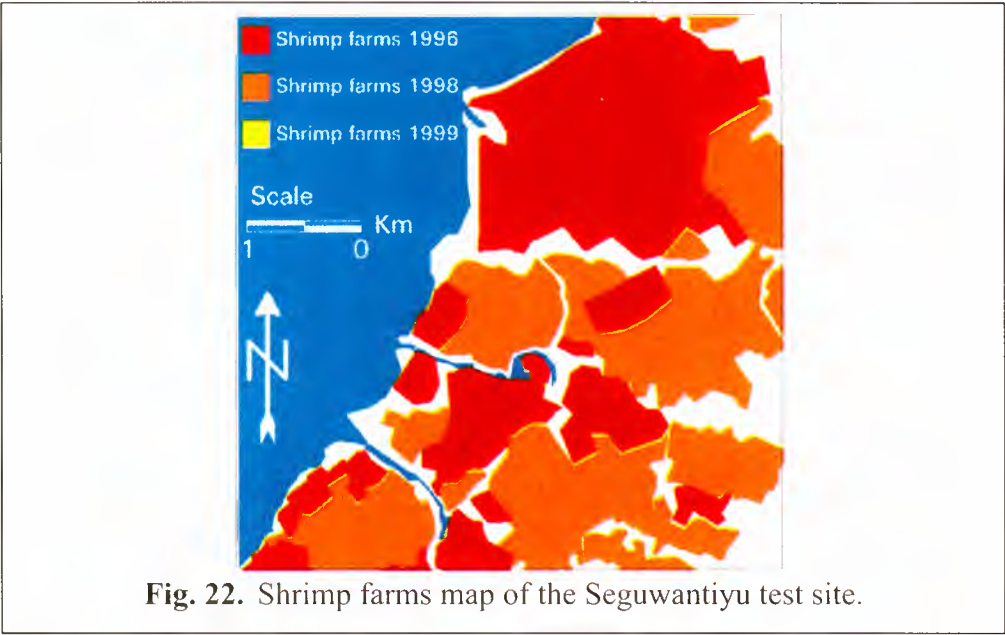 Shrimp farms 1996
Shrimp farms 1998
Shrimp farms 1999
Scale
Km
1 0
N
Fig. 22. Shrimp farms map of the Seguwantiyu test site.